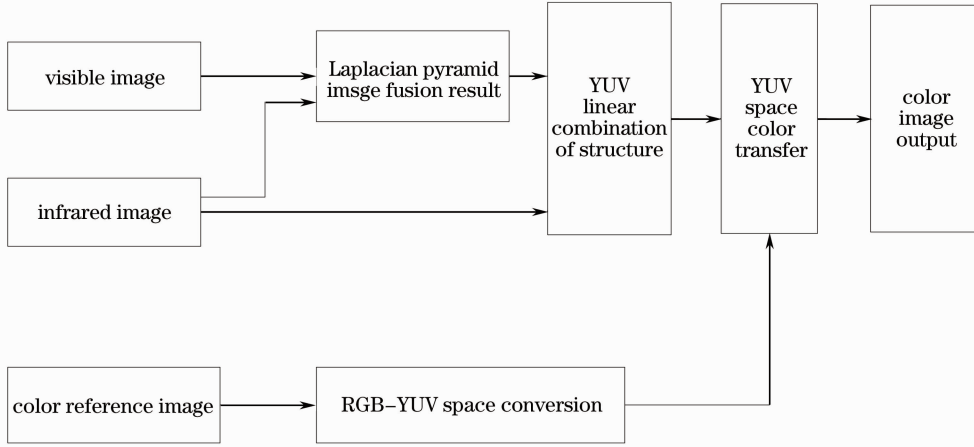 visible image
Laplacian pyramid
imsge fusion result
infrared image
YUV
linear
combination
of structure
YUV
space
color
transfer
color
image
output
color reference image
RGB–YUV space conversion